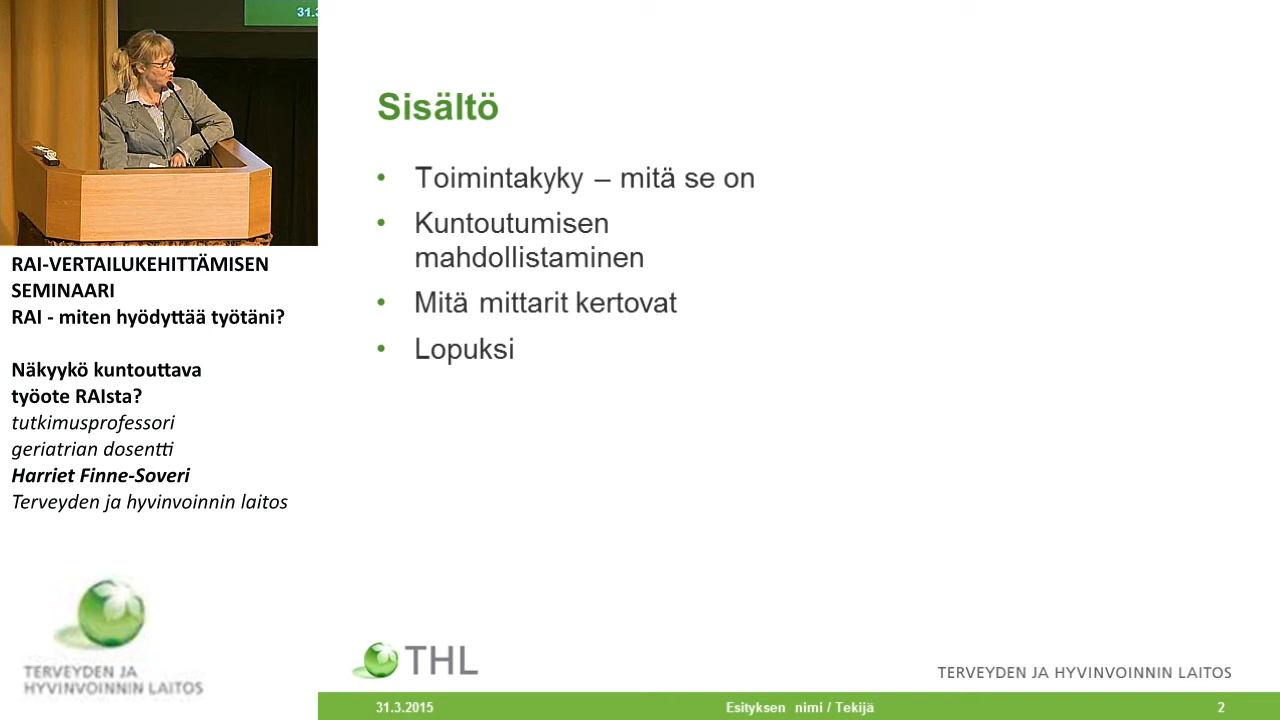 31.3
RAI-VERTAILUKEHITTÄMISEN
SEMINAARI
RAI - miten hyödyttää työtäni?
Näkyykö kuntouttava
työote RAIsta?
tutkimusprofessori
geriatrian dosentti
Harriet Finne-Soveri
Terveyden ja hyvinvoinnin laitos
TERVEYDEN JA
HYVINVOINNIN LAITOS
Sisältö
• Toimintakyky – mitä se on
• Kuntoutumisen
mahdollistaminen
• Mitä mittarit kertovat
• Lopuksi
THL
TERVEYDEN JA HYVINVOINNIN LAITOS
31.3.2015
Esityksen nimi / Tekijä
2